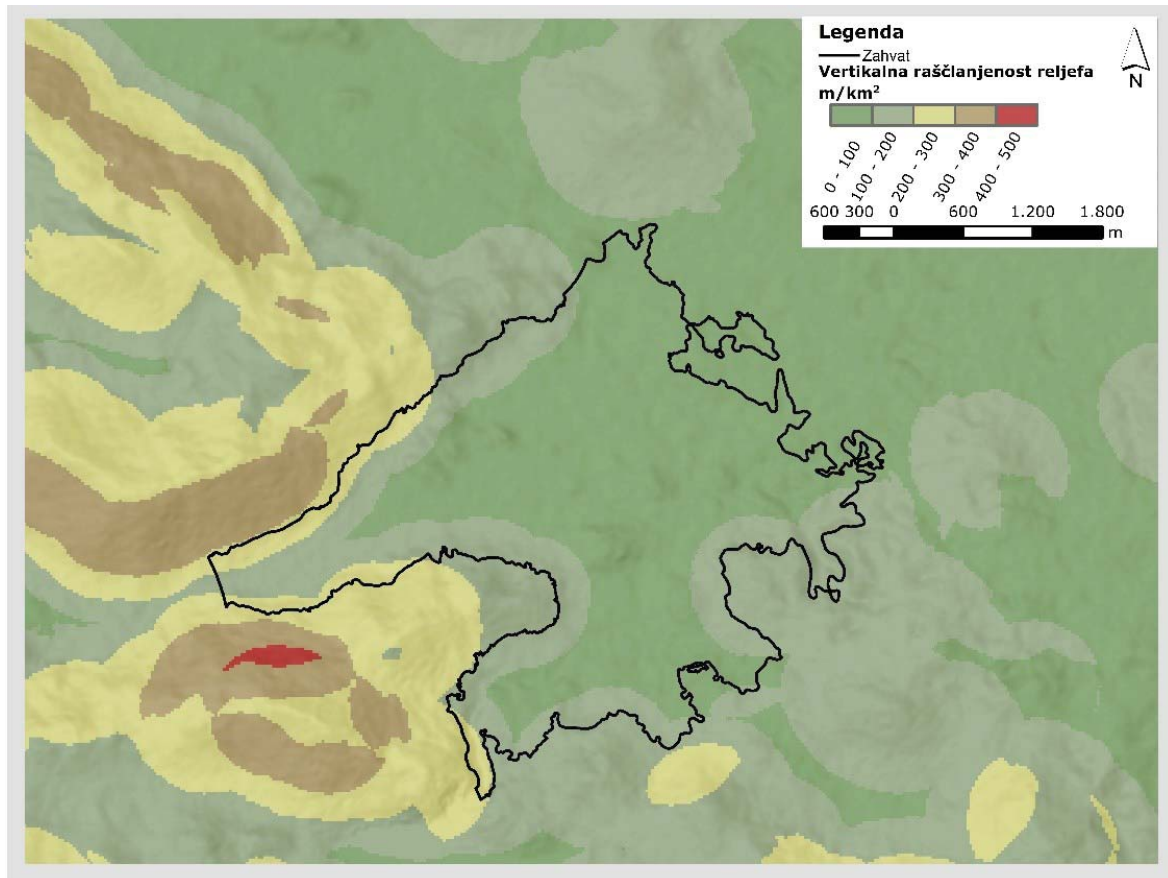 Legenda
Zahvat
Vertikalna raščlanjenost reljefa
m/km²
0 - 100
100 - 200
200 - 300
300 - 400
400 - 500
600 300 0 600 1.200 1.800
m
N